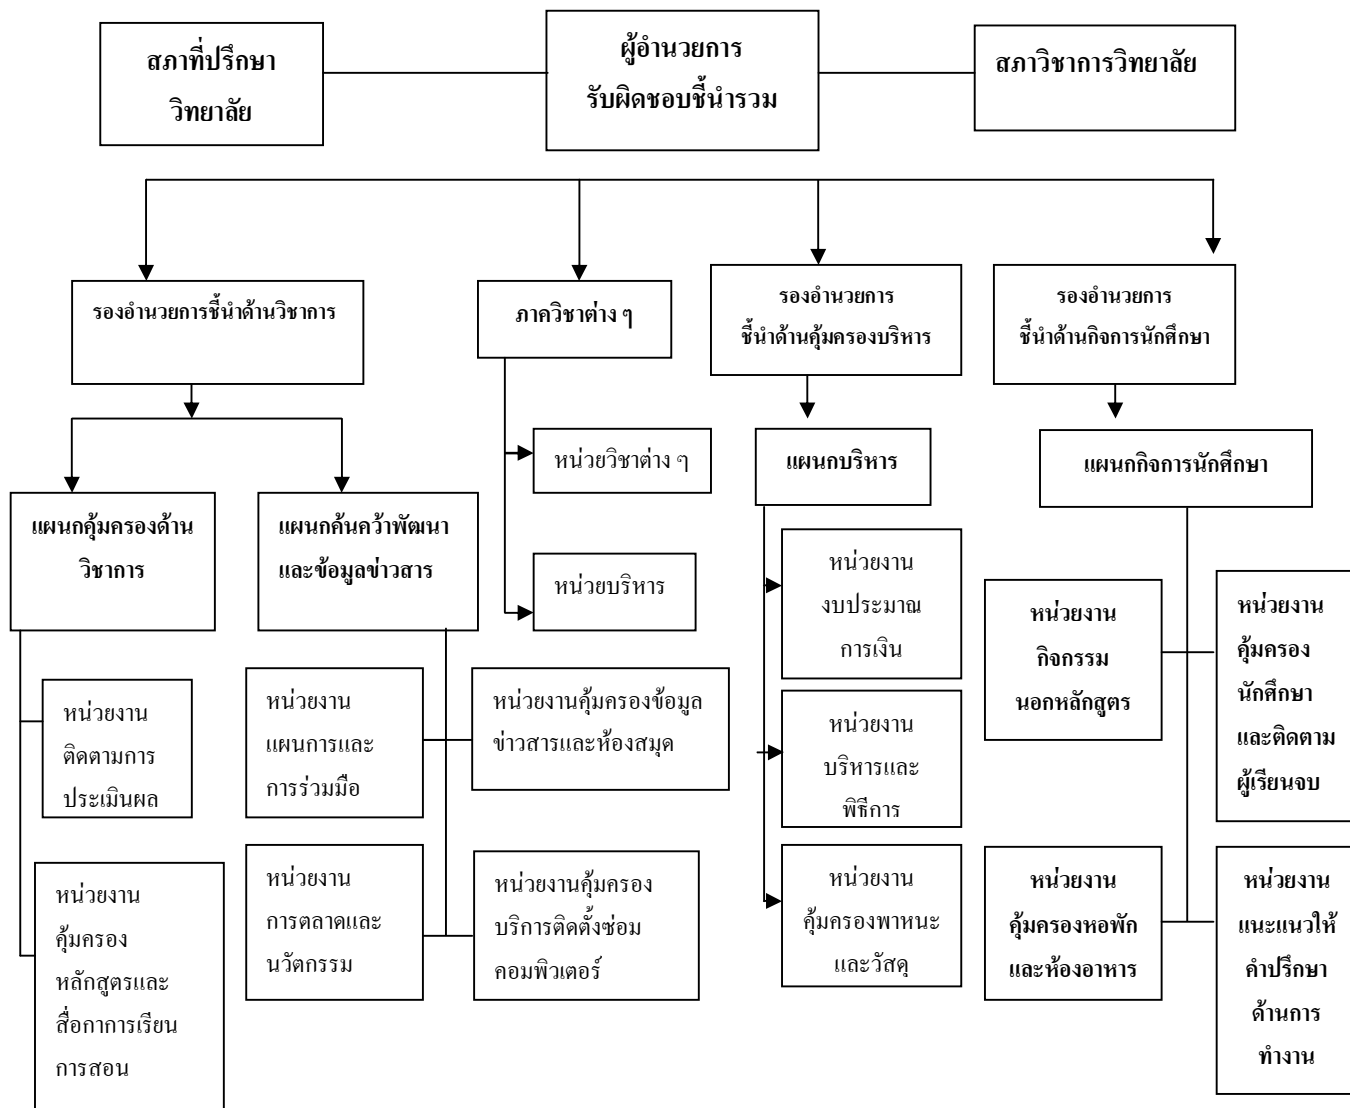 สภาที่ปรึกษา
วิทยาลัย
ผู้อำนวยการ
รับผิดชอบชี้นำรวม
สภาวิชาการวิทยาลัย
รองอำนวยการชี้นำด้านวิชาการ
ภาควิชาต่าง ๆ
รองอำนวยการ
ชี้นำด้านคุ้มครองบริหาร
รองอำนวยการ
ชี้นำด้านกิจการนักศึกษา
แผนกคุ้มครองด้าน
วิชาการ
แผนกค้นคว้าพัฒนา
และข้อมูลข่าวสาร
หน่วยวิชาต่าง ๆ
หน่วยบริหาร
แผนกบริหาร
แผนกกิจการนักศึกษา
หน่วยงาน
ติดตามการ
ประเมินผล
หน่วยงาน
คุ้มครอง
หลักสูตรและ
สื่อกาการเรียน
การสอน
หน่วยงาน
แผนการและ
การร่วมมือ
หน่วยงานคุ้มครองข้อมูล
ข่าวสารและห้องสมุด
หน่วยงาน
การตลาดและ
นวัตกรรม
หน่วยงานคุ้มครอง
บริการติดตั้งซ่อม
คอมพิวเตอร์
หน่วยงาน
งบประมาณ
การเงิน
หน่วยงาน
บริหารและ
พิธีการ
หน่วยงาน
คุ้มครองพาหนะ
และวัสดุ
หน่วยงาน
กิจกรรม
นอกหลักสูตร
หน่วยงาน
คุ้มครอง
นักศึกษา
และติดตาม
ผู้เรียนจบ
หน่วยงาน
คุ้มครองหอพัก
และห้องอาหาร
หน่วยงาน
แนะแนวให้
คำปรึกษา
ด้านการ
ทำงาน